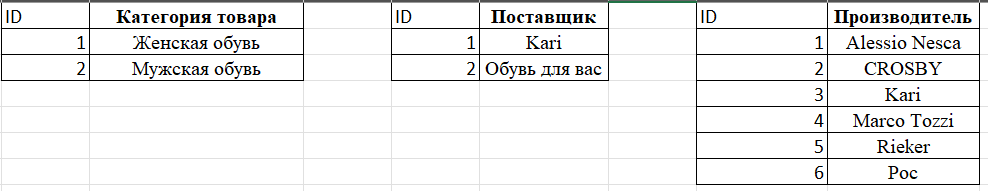 ID Категория товара ID Поставщик ID Производитель
1 Женская обувь 1 Kari 1 Alessio Nesca
2 Мужская обувь 2 Обувь для вас 2 CROSBY
3 Kari
4 Marco Tozzi
5 Rieker
6 Рос